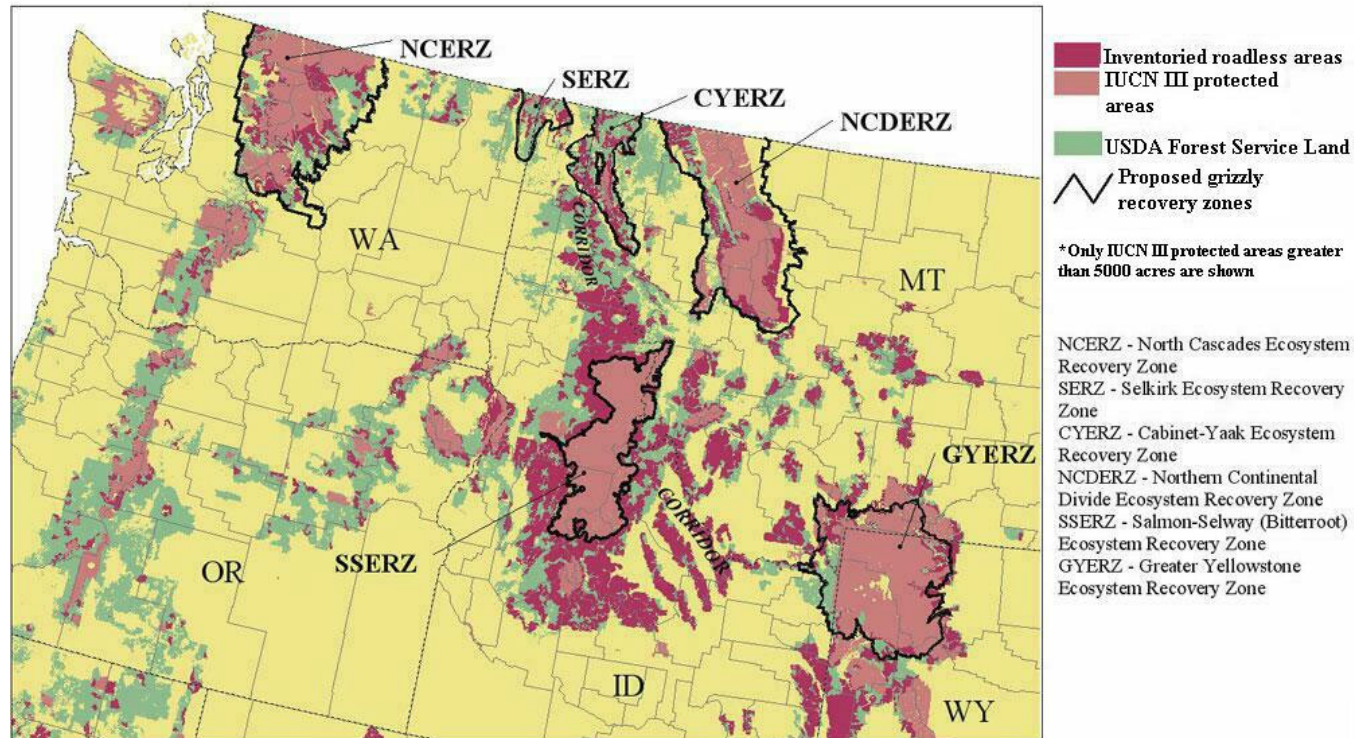 NCERZ
SERZ
CYERZ
NCDERZ
CORRIDOR
WA
MT
GYERZ
CORRIDOR
SSERZ
OR
ID
WY
Inventoried roadless areas
IUCN III protected
areas
USDA Forest Service Land
Proposed grizzly
recovery zones
*Only IUCN III protected areas greater
than 5000 acres are shown
NCERZ - North Cascades Ecosystem
Recovery Zone
SERZ - Selkirk Ecosystem Recovery
Zone
CYERZ - Cabinet-Yaak Ecosystem
Recovery Zone
NCDERZ - Northern Continental
Divide Ecosystem Recovery Zone
SSERZ - Salmon-Selway (Bitterroot)
Ecosystem Recovery Zone
GYERZ - Greater Yellowstone
Ecosystem Recovery Zone